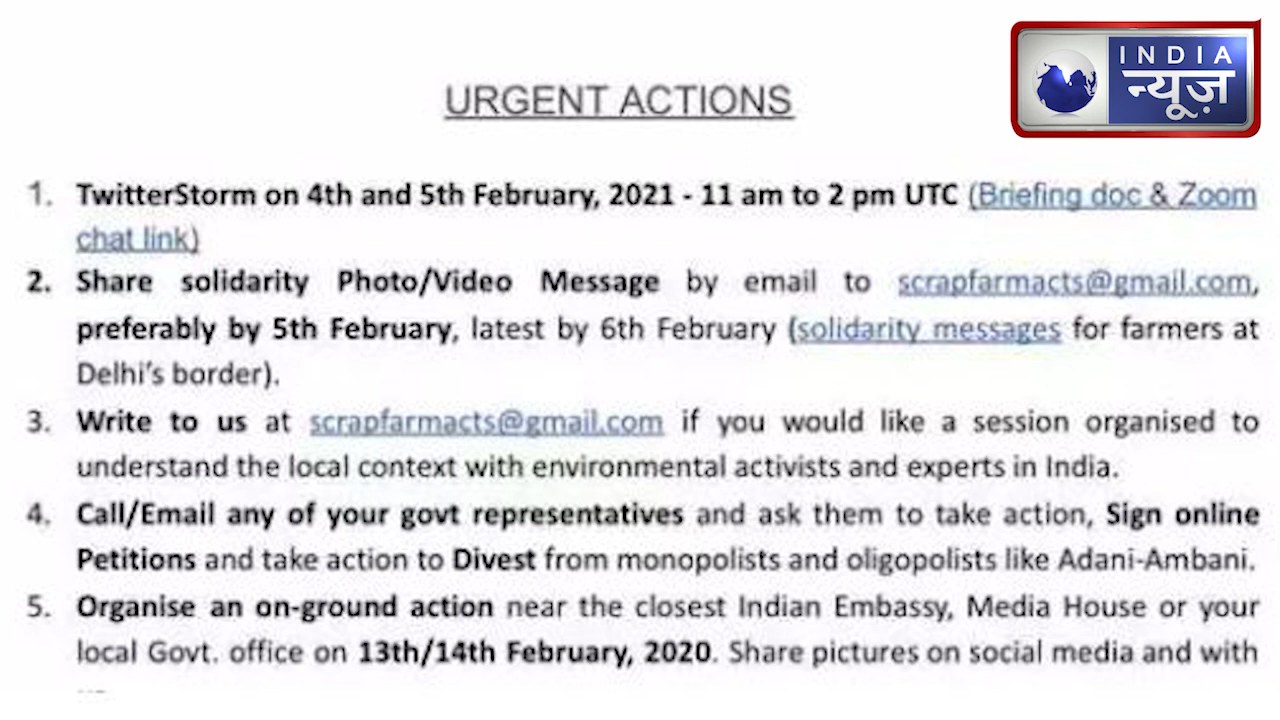 INDIA
न्यूज़
URGENT ACTIONS
1. TwitterStorm on 4th and 5th February, 2021 - 11 am to 2 pm UTC (Briefing doc & Zoom
chat link)
2. Share solidarity Photo/Video Message by email to scrapfarmacts@gmail.com,
preferably by 5th February, latest by 6th February (solidarity messages for farmers at
Delhi's border).
3. Write to us at scrapfarmacts@gmail.com if you would like a session organised to
understand the local context with environmental activists and experts in India.
4. Call/Email any of your govt representatives and ask them to take action, Sign online
Petitions and take action to Divest from monopolists and oligopolists like Adani-Ambani.
5. Organise an on-ground action near the closest Indian Embassy, Media House or your
local Govt. office on 13th/14th February, 2020. Share pictures on social media and with